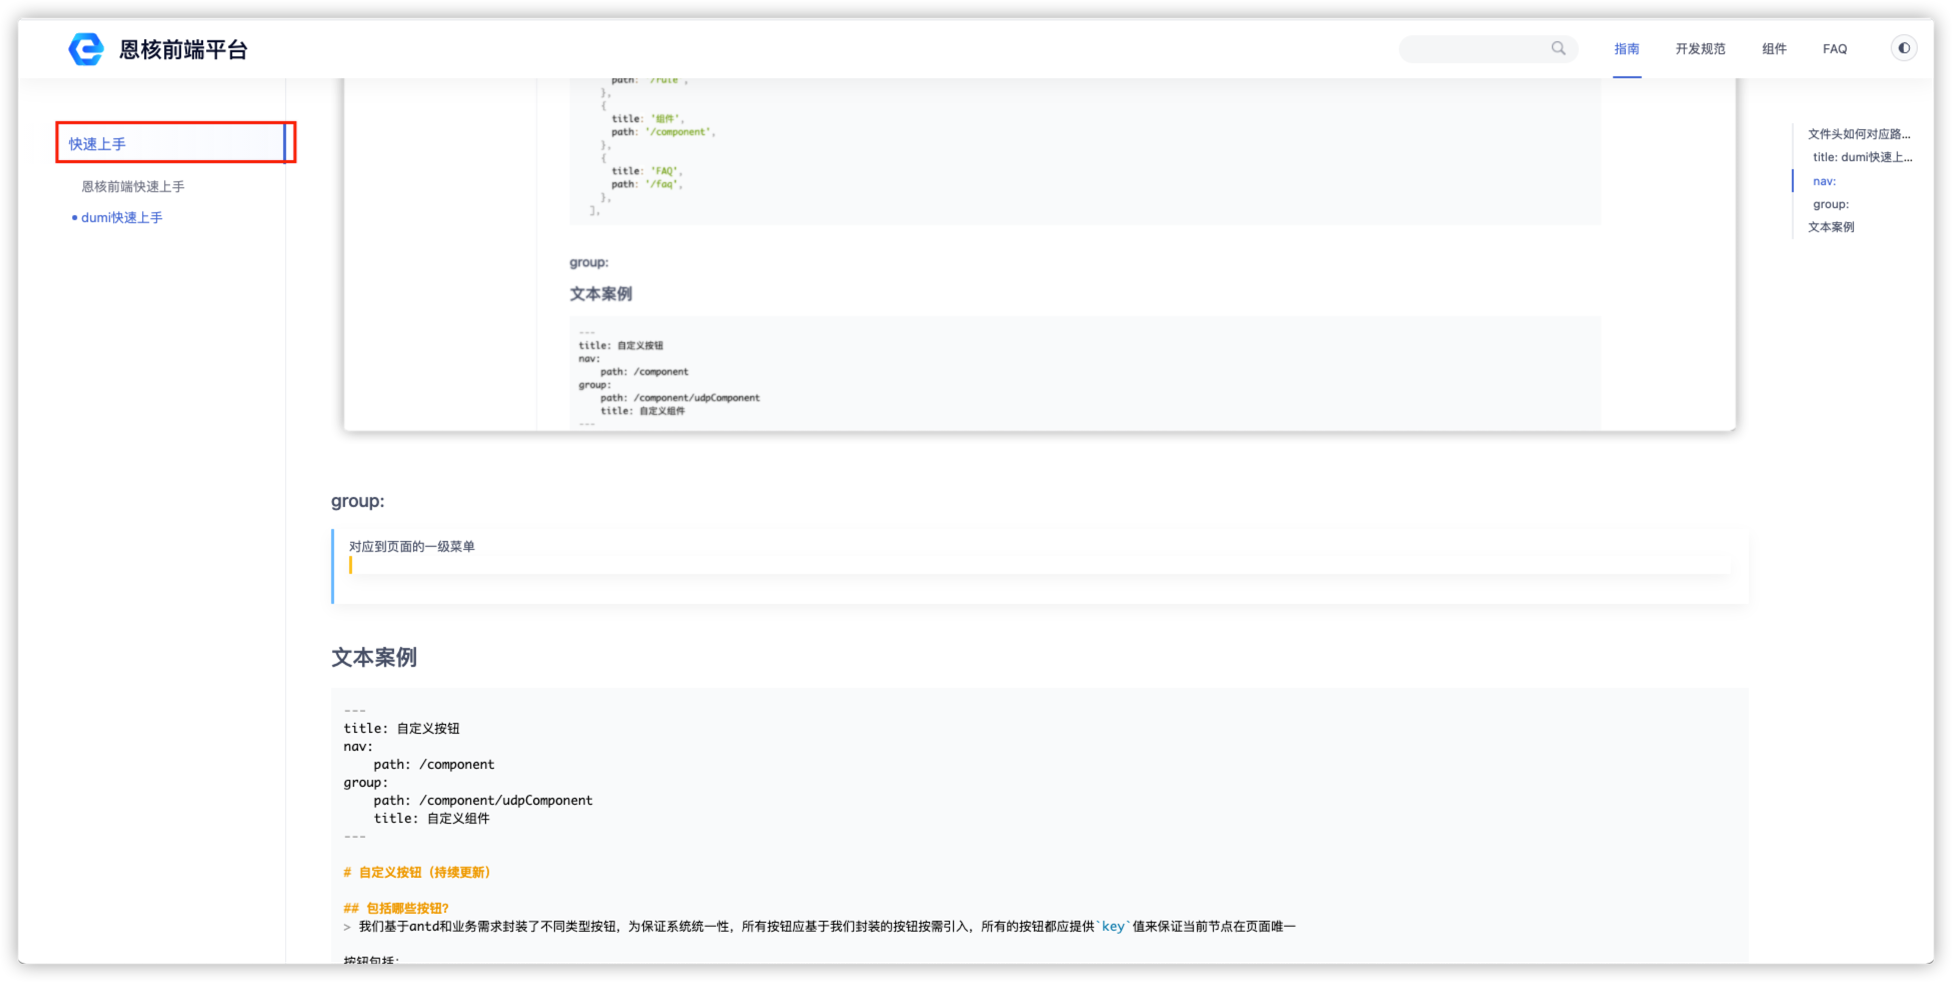 恩核前端平台
指南
开发规范
组件
FAQ
快速上手
恩核前端快速上手
dumi快速上手
path: '/rule',
},
{
title: '组件',
path: '/component',
},
{
title: 'FAQ',
path: '/faq',
},
],
group:
文本案例
---
title: 自定义按钮
nav:
path: /component
group:
path: /component/udpComponent
title: 自定义组件
---
group:
对应到页面的一级菜单
文本案例
---
title: 自定义按钮
nav:
path: /component
group:
path: /component/udpComponent
title: 自定义组件
---
# 自定义按钮（持续更新）
## 包括哪些按钮?
> 我们基于antd和业务需求封装了不同类型按钮，为保证系统统一性，所有按钮应基于我们封装的按钮按需引入，所有的按钮都应提供`key`值来保证当前节点在页面唯一
按钮包括:
文件头如何对应路...
title: dumi快速上...
nav:
group:
文本案例